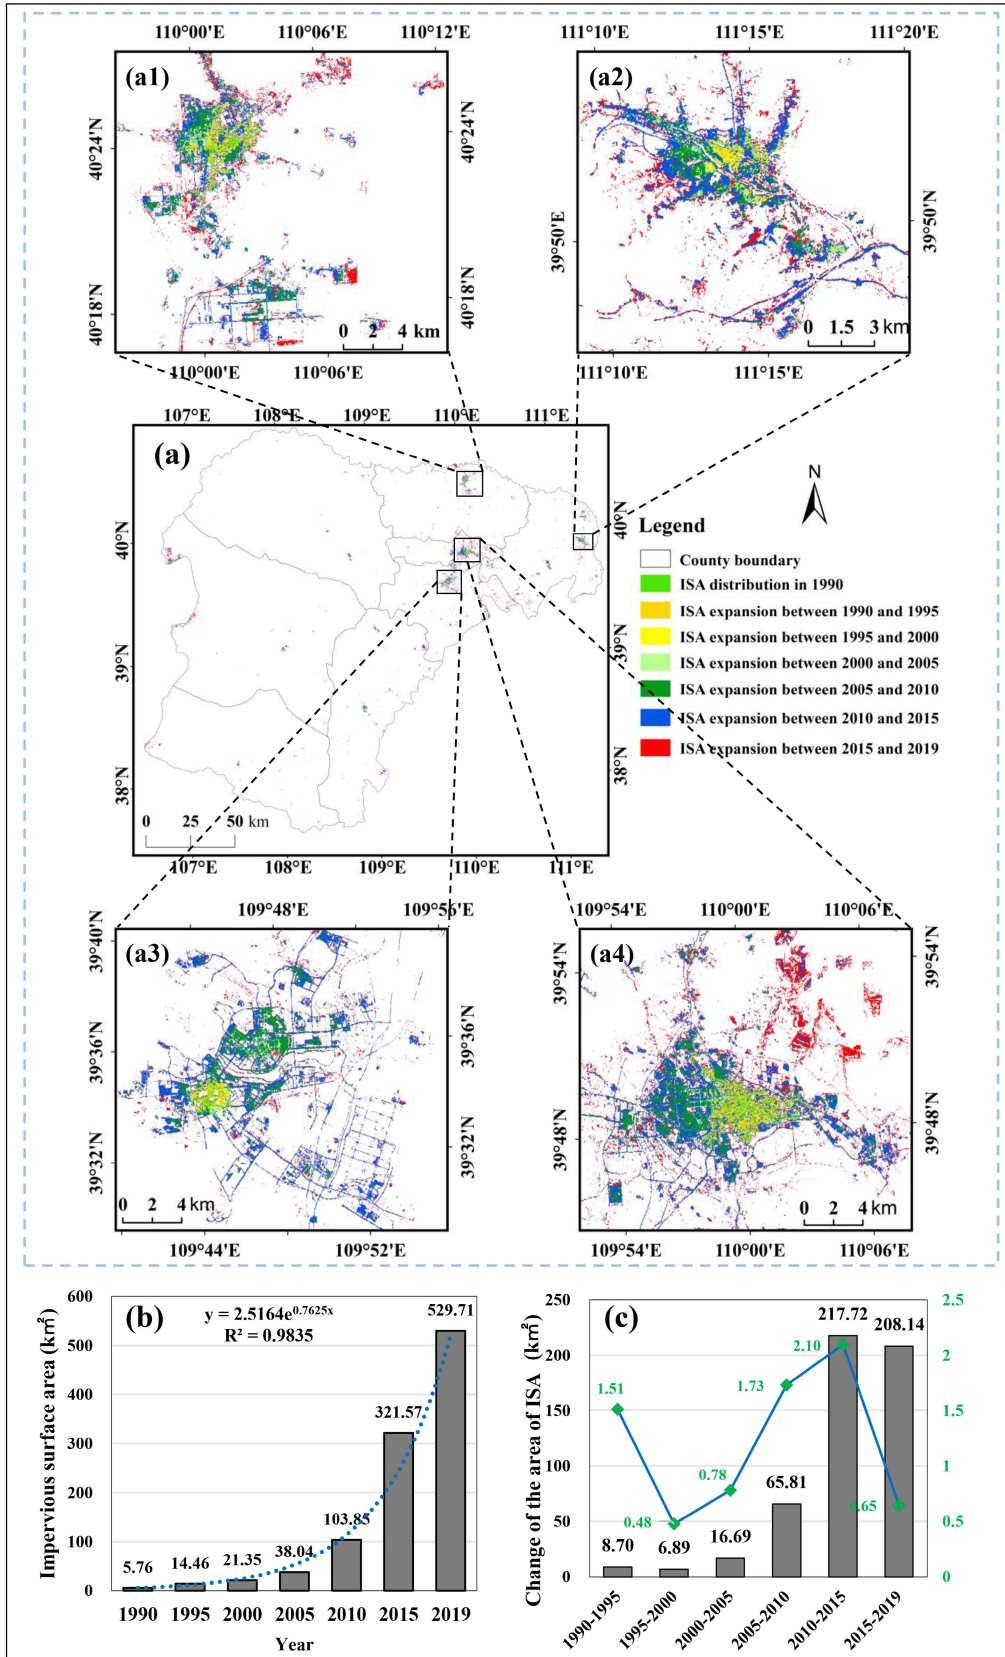 110°00'E 110°06'E 110°12'E
111°10'E 111°15'E 111°20'E
(a1)
(a2)
40°24'N
40°18'N
40°24'N
40°18'N
39°50'E
39°50'N
0 2 4 km
0 1.5 3 km
110°00'E 110°06'E
111°10'E 111°15'E
107°E 108°E 109°E 110°E 111°E
(a)
40°N
39°N
38°N
40°N
39°N
38°N
0 25 50 km
107°E 108°E 109°E 110°E 111°E
N
Legend
County boundary
ISA distribution in 1990
ISA expansion between 1990 and 1995
ISA expansion between 1995 and 2000
ISA expansion between 2000 and 2005
ISA expansion between 2005 and 2010
ISA expansion between 2010 and 2015
ISA expansion between 2015 and 2019
109°48'E 109°56'E
109°54'E 110°00'E 110°06'E
(a3)
(a4)
39°40'N
39°36'N
39°32'N
39°36'N
39°32'N
39°54'N
39°48'N
39°54'N
39°48'N
0 2 4 km
0 2 4 km
109°44'E 109°52'E
109°54'E 110°00'E 110°06'E
(b)
y = 2.5164e^0.7625x
R² = 0.9835
Impervious surface area (km²)
600
500
400
300
200
100
0
5.76
14.46
21.35
38.04
103.85
321.57
529.71
1990 1995 2000 2005 2010 2015 2019
Year
(c)
Change of the area of ISA (km²)
250
200
150
100
50
0
8.70
6.89
16.69
65.81
217.72
208.14
1.51
0.48
0.78
1.73
2.10
0.65
2.5
2
1.5
1
0.5
0
1990-1995
1995-2000
2000-2005
2005-2010
2010-2015
2015-2019